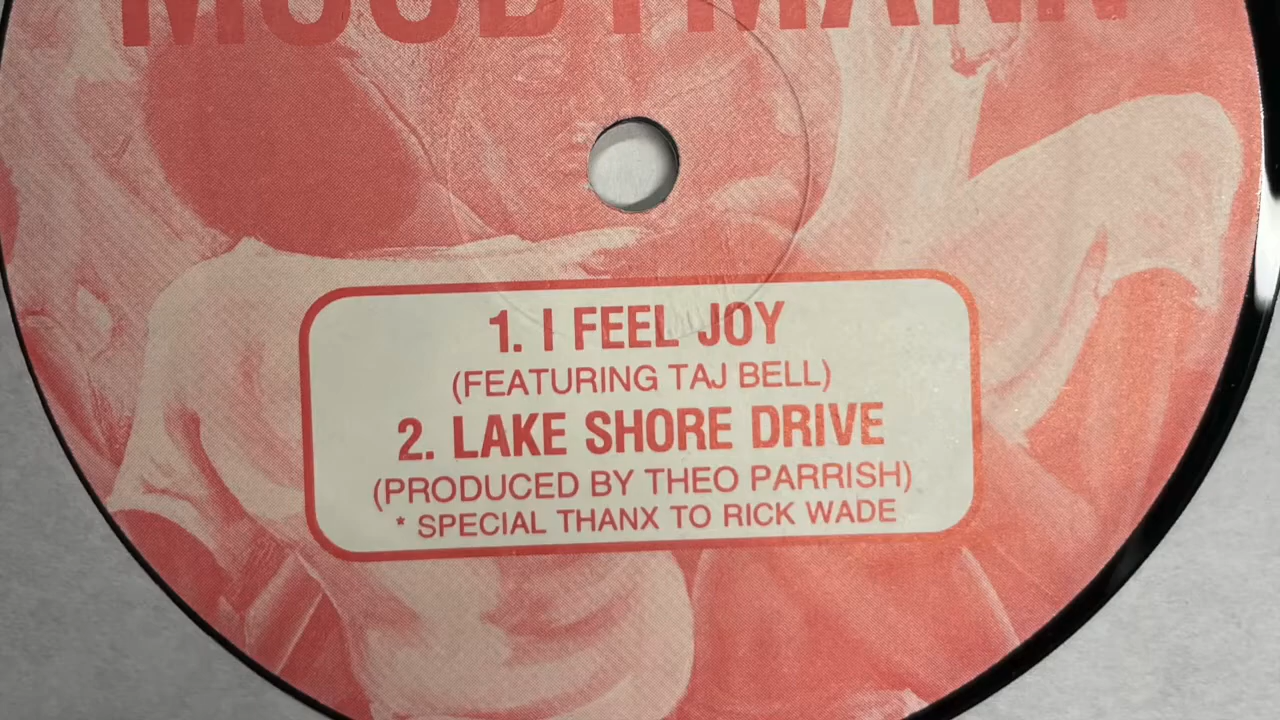 MOODYMANN
1. I FEEL JOY
(FEATURING TAJ BELL)
2. LAKE SHORE DRIVE
(PRODUCED BY THEO PARRISH)
* SPECIAL THANX TO RICK WADE